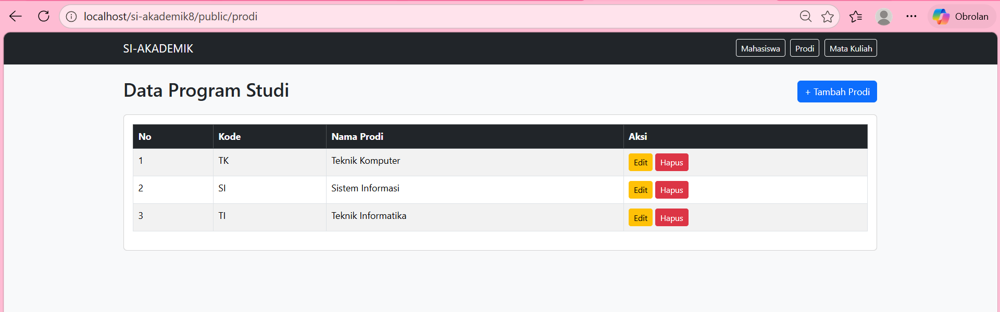 localhost/si-akademik8/public/prodi
Obrolan
SI-AKADEMIK
Mahasiswa Prodi Mata Kuliah
Data Program Studi
+ Tambah Prodi
No Kode Nama Prodi Aksi
1 TK Teknik Komputer Edit Hapus
2 SI Sistem Informasi Edit Hapus
3 TI Teknik Informatika Edit Hapus